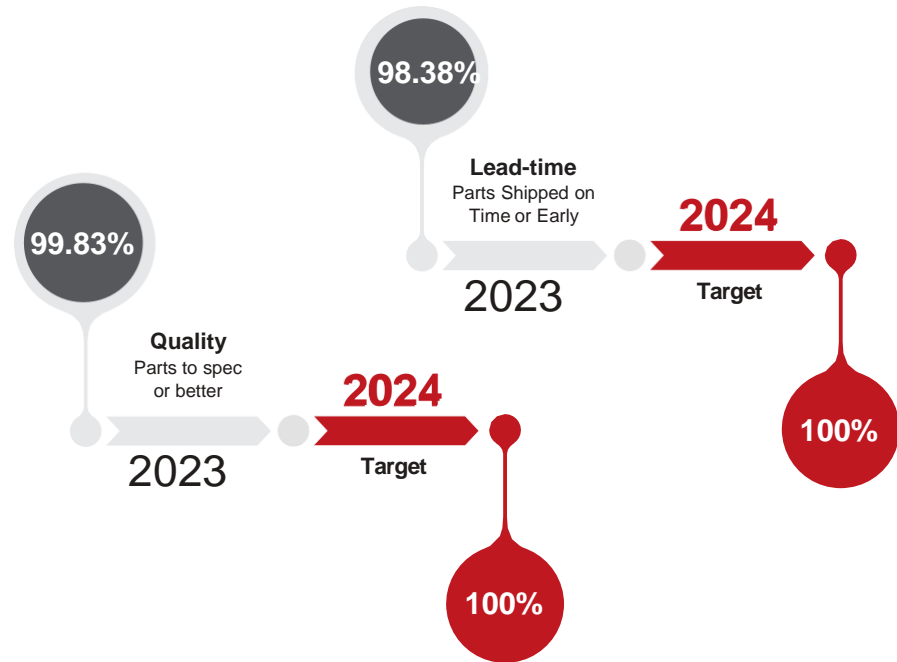 98.38%
Lead-time
Parts Shipped on
Time or Early
2024
2023
Target
100%
99.83%
Quality
Parts to spec
or better
2024
2023
Target
100%